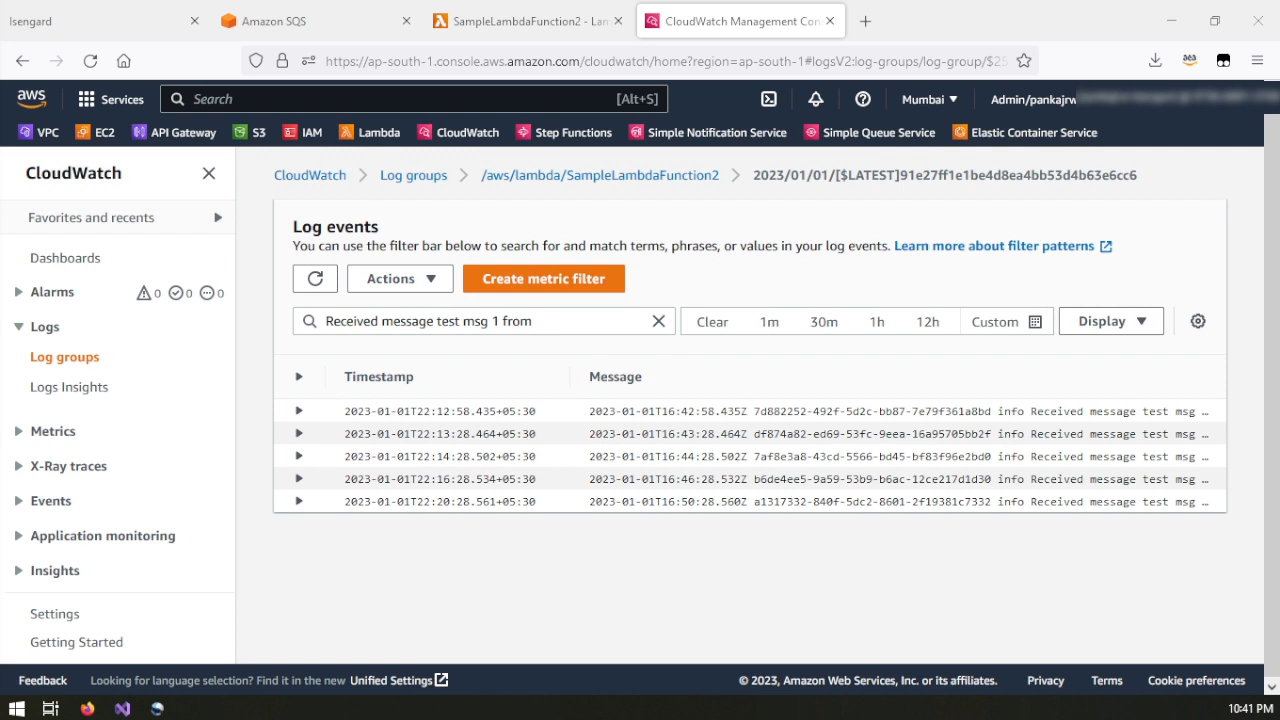 Isengard
Amazon SQS
SampleLambdaFunction2 - Lam
CloudWatch Management Con
https://ap-south-1.console.aws.amazon.com/cloudwatch/home?region=ap-south-1#logsV2:log-groups/log-group/$25
aws
Services
Search
[Alt+S]
Mumbai
Admin/pankajrw
VPC
EC2
API Gateway
S3
IAM
Lambda
CloudWatch
Step Functions
Simple Notification Service
Simple Queue Service
Elastic Container Service
CloudWatch
Favorites and recents
Dashboards
Alarms
0
0
0
Logs
Log groups
Logs Insights
Metrics
X-Ray traces
Events
Application monitoring
Insights
Settings
Getting Started
CloudWatch
Log groups
/aws/lambda/SampleLambdaFunction2
2023/01/01/[$LATEST]91e27ff1e1be4d8ea4bb53d4b63e6cc6
Log events
You can use the filter bar below to search for and match terms, phrases, or values in your log events. Learn more about filter patterns
Actions
Create metric filter
Received message test msg 1 from
Clear
1m
30m
1h
12h
Custom
Display
Timestamp
Message
2023-01-01T22:12:58.435+05:30 2023-01-01T16:42:58.435Z 7d882252-492f-5d2c-bb87-7e79f361a8bd info Received message test msg …
2023-01-01T22:13:28.464+05:30 2023-01-01T16:43:28.464Z df874a82-ed69-53fc-9eea-16a95705bb2f info Received message test msg …
2023-01-01T22:14:28.502+05:30 2023-01-01T16:44:28.502Z 7af8e3a8-43cd-5566-bd45-bf83f96e2bd0 info Received message test msg …
2023-01-01T22:16:28.534+05:30 2023-01-01T16:46:28.532Z b6de4ee5-9a59-53b9-b6ac-12ce217d1d30 info Received message test msg …
2023-01-01T22:20:28.561+05:30 2023-01-01T16:50:28.560Z a1317332-840f-5dc2-8601-2f19381c7332 info Received message test msg …
Feedback
Looking for language selection? Find it in the new Unified Settings
© 2023, Amazon Web Services, Inc. or its affiliates.
Privacy
Terms
Cookie preferences
10:41 PM